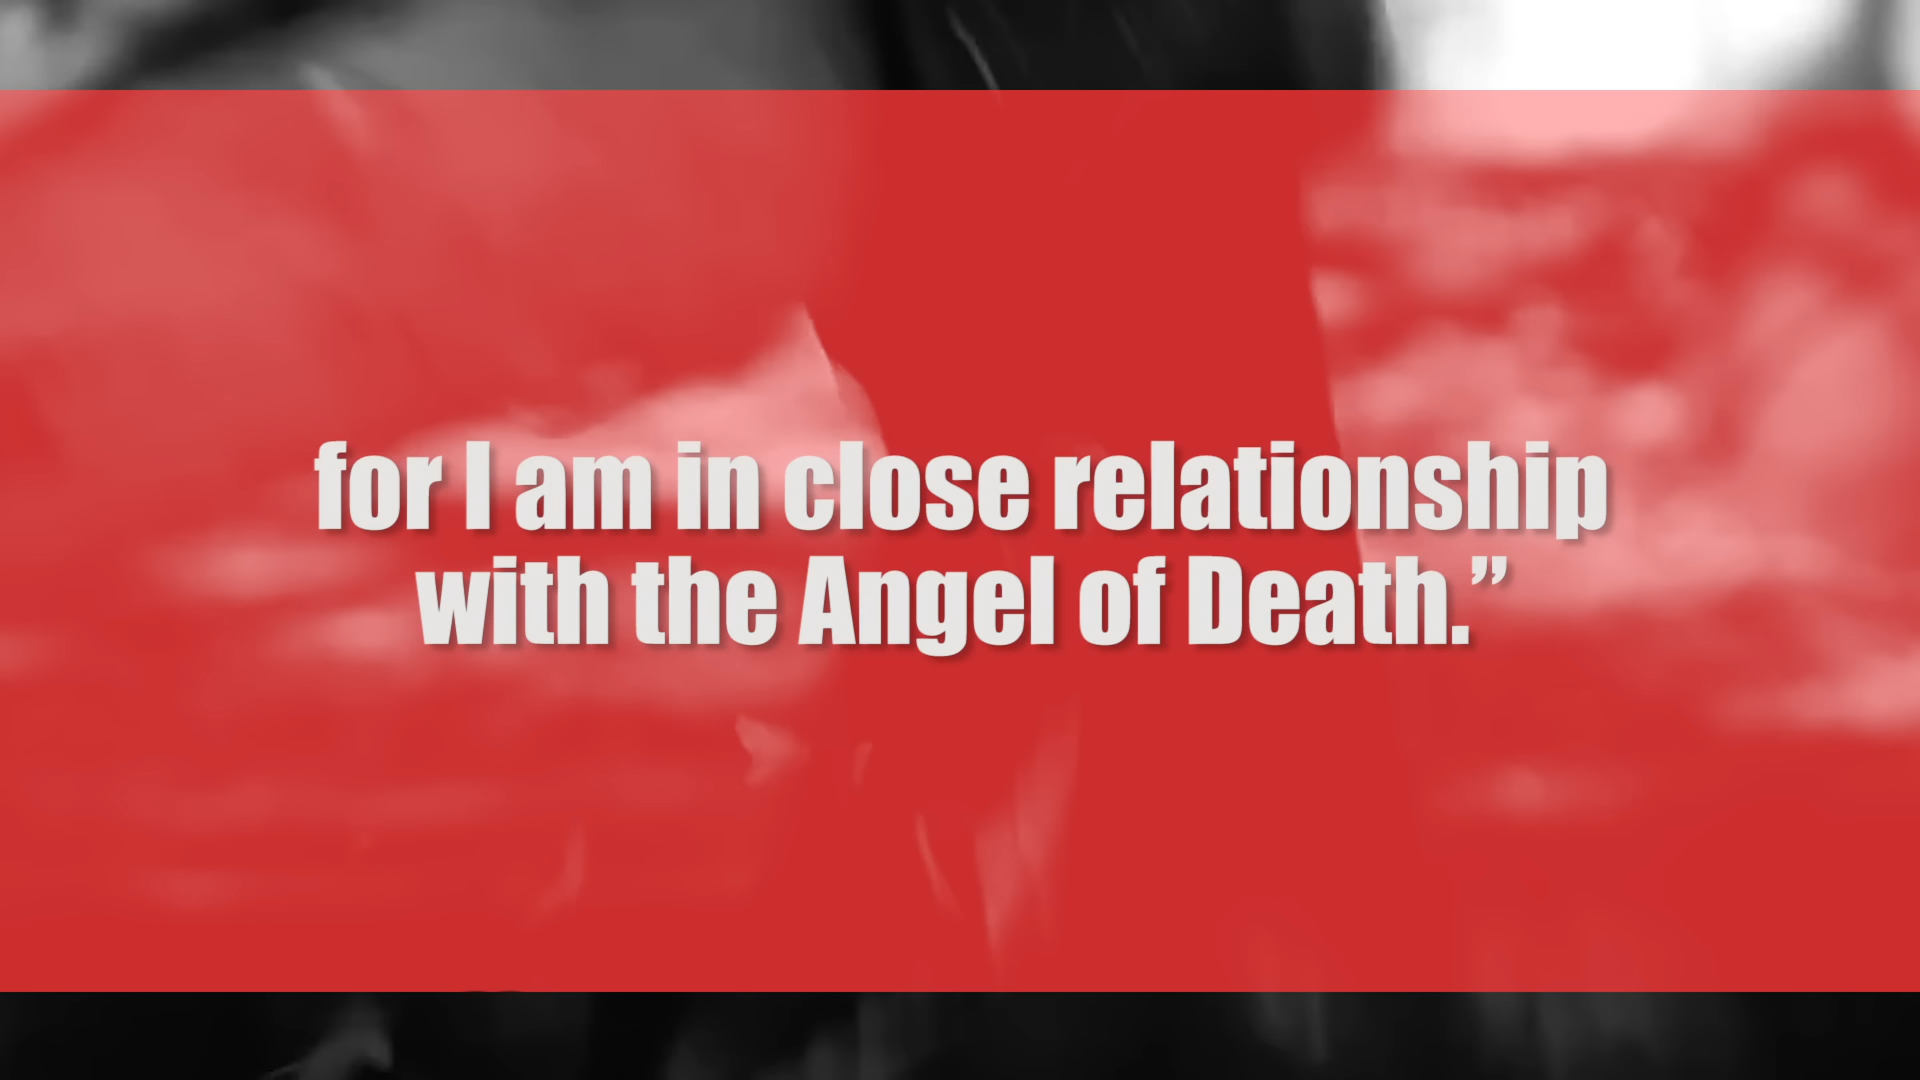 for I am in close relationship
with the Angel of Death.”